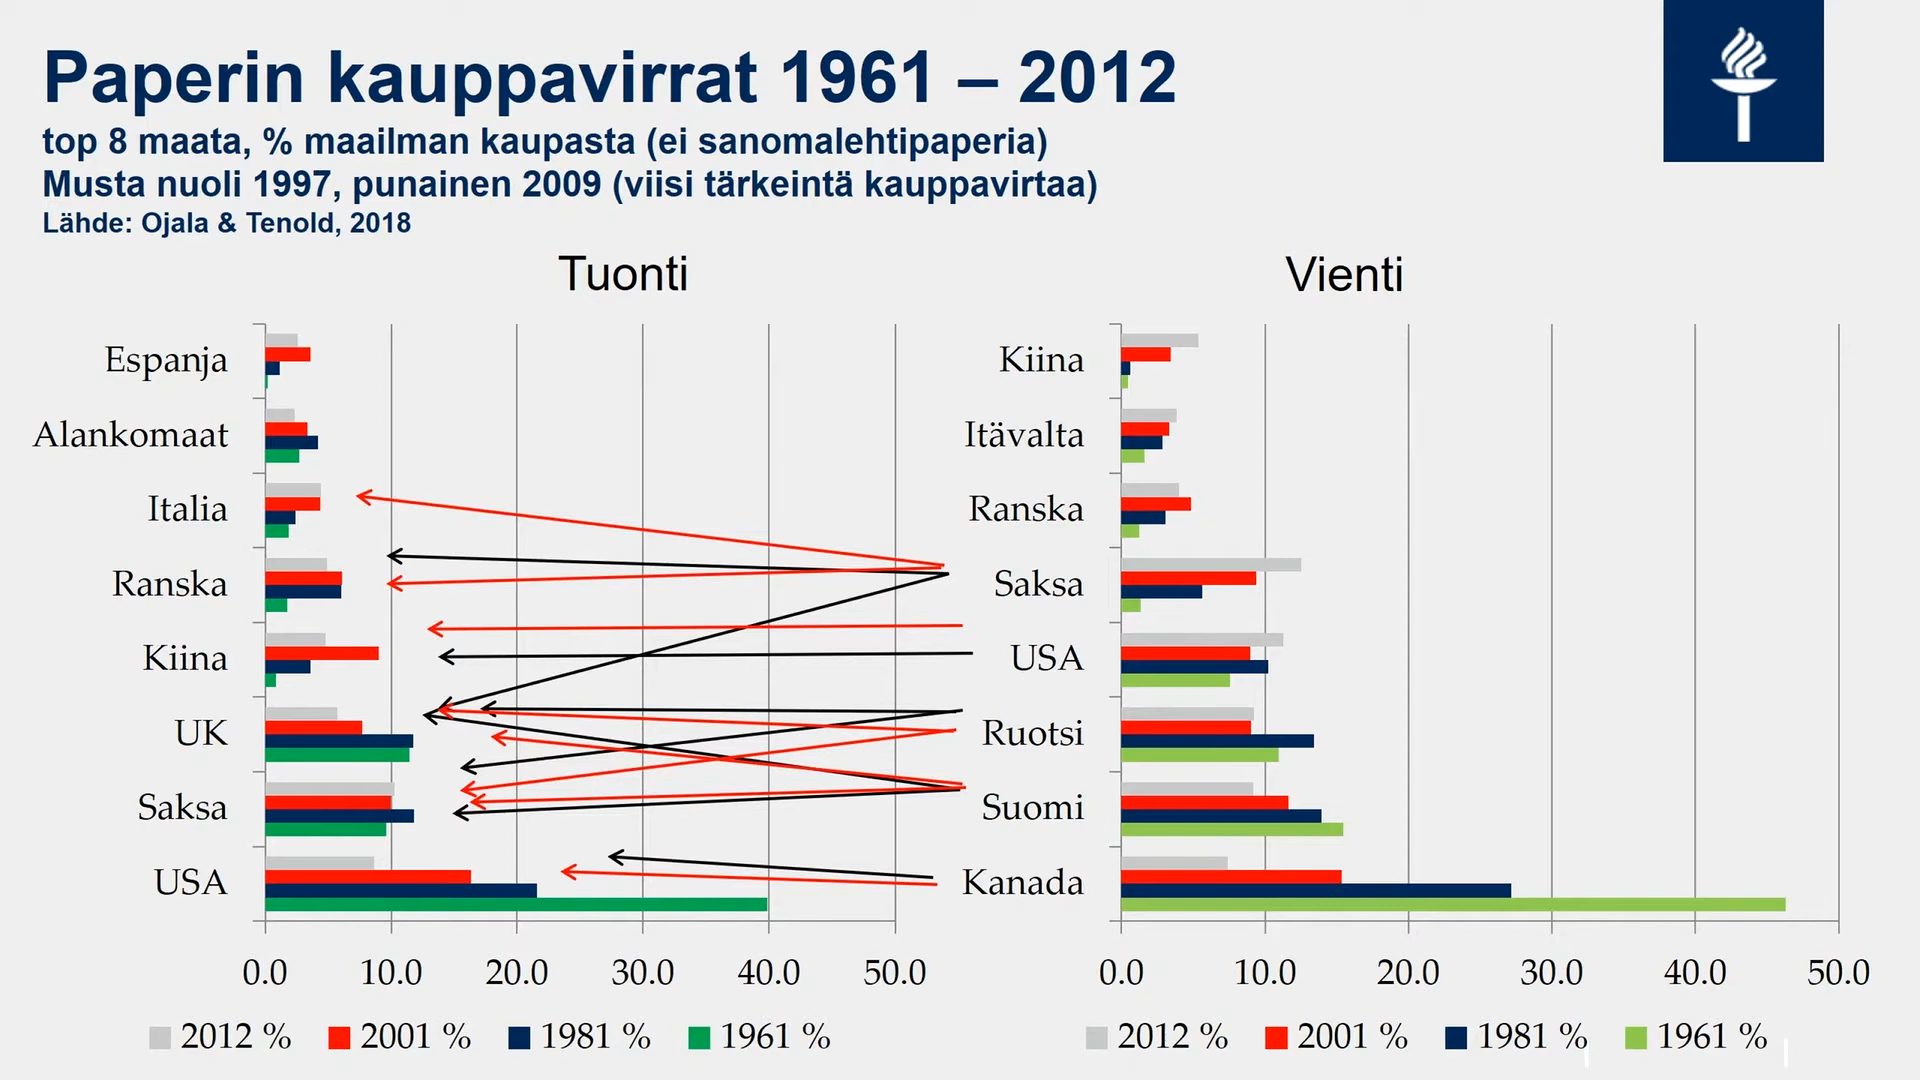 Paperin kauppavirrat 1961 – 2012
top 8 maata, % maailman kaupasta (ei sanomalehtipaperia)
Musta nuoli 1997, punainen 2009 (viisi tärkeintä kauppavirtaa)
Lähde: Ojala & Tenold, 2018
Tuonti
Espanja
Alankomaat
Italia
Ranska
Kiina
UK
Saksa
USA
0.0 10.0 20.0 30.0 40.0 50.0
2012 % 2001 % 1981 % 1961 %
Vienti
Kiina
Itävalta
Ranska
Saksa
USA
Ruotsi
Suomi
Kanada
0.0 10.0 20.0 30.0 40.0 50.0
2012 % 2001 % 1981 % 1961 %